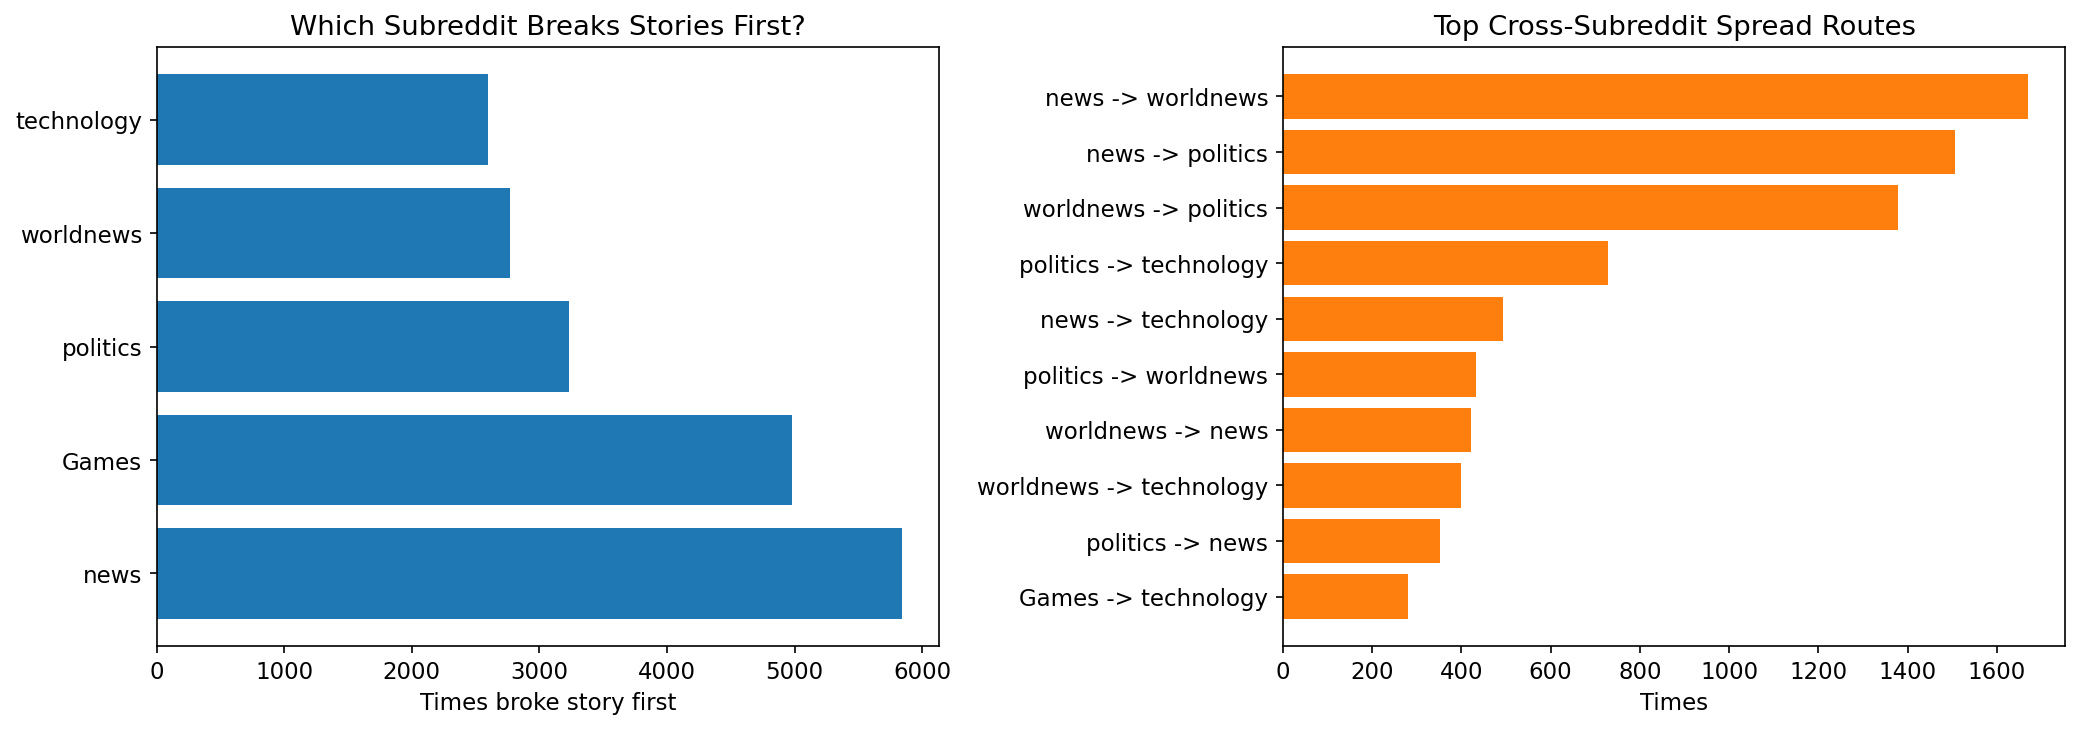 Which Subreddit Breaks Stories First?
technology
worldnews
politics
Games
news
0 1000 2000 3000 4000 5000 6000
Times broke story first
Top Cross-Subreddit Spread Routes
news -> worldnews
news -> politics
worldnews -> politics
politics -> technology
news -> technology
politics -> worldnews
worldnews -> news
worldnews -> technology
politics -> news
Games -> technology
0 200 400 600 800 1000 1200 1400 1600
Times